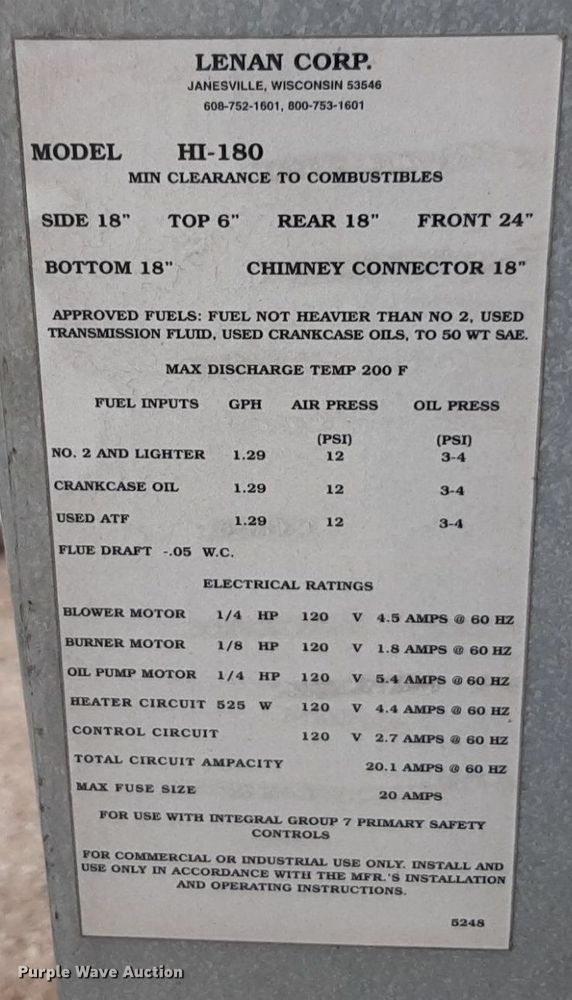 LENAN CORP.
JANESVILLE, WISCONSIN 53546
608-752-1601, 800-753-1601
MODEL HI-180
MIN CLEARANCE TO COMBUSTIBLES
SIDE 18" TOP 6" REAR 18" FRONT 24"
BOTTOM 18" CHIMNEY CONNECTOR 18"
APPROVED FUELS: FUEL NOT HEAVIER THAN NO 2, USED
TRANSMISSION FLUID, USED CRANKCASE OILS, TO 50 WT SAE.
MAX DISCHARGE TEMP 200 F
FUEL INPUTS GPH AIR PRESS OIL PRESS
(PSI) (PSI)
NO. 2 AND LIGHTER 1.29 12 3-4
CRANKCASE OIL 1.29 12 3-4
USED ATF 1.29 12 3-4
FLUE DRAFT -.05 W.C.
ELECTRICAL RATINGS
BLOWER MOTOR 1/4 HP 120 V 4.5 AMPS @ 60 HZ
BURNER MOTOR 1/8 HP 120 V 1.8 AMPS @ 60 HZ
OIL PUMP MOTOR 1/4 HP 120 V 5.4 AMPS @ 60 HZ
HEATER CIRCUIT 525 W 120 V 4.4 AMPS @ 60 HZ
CONTROL CIRCUIT 120 V 2.7 AMPS @ 60 HZ
TOTAL CIRCUIT AMPACITY 20.1 AMPS @ 60 HZ
MAX FUSE SIZE 20 AMPS
FOR USE WITH INTEGRAL GROUP 7 PRIMARY SAFETY
CONTROLS
FOR COMMERCIAL OR INDUSTRIAL USE ONLY. INSTALL AND
USE ONLY IN ACCORDANCE WITH THE MFR.'S INSTALLATION
AND OPERATING INSTRUCTIONS.
5248
Purple Wave Auction